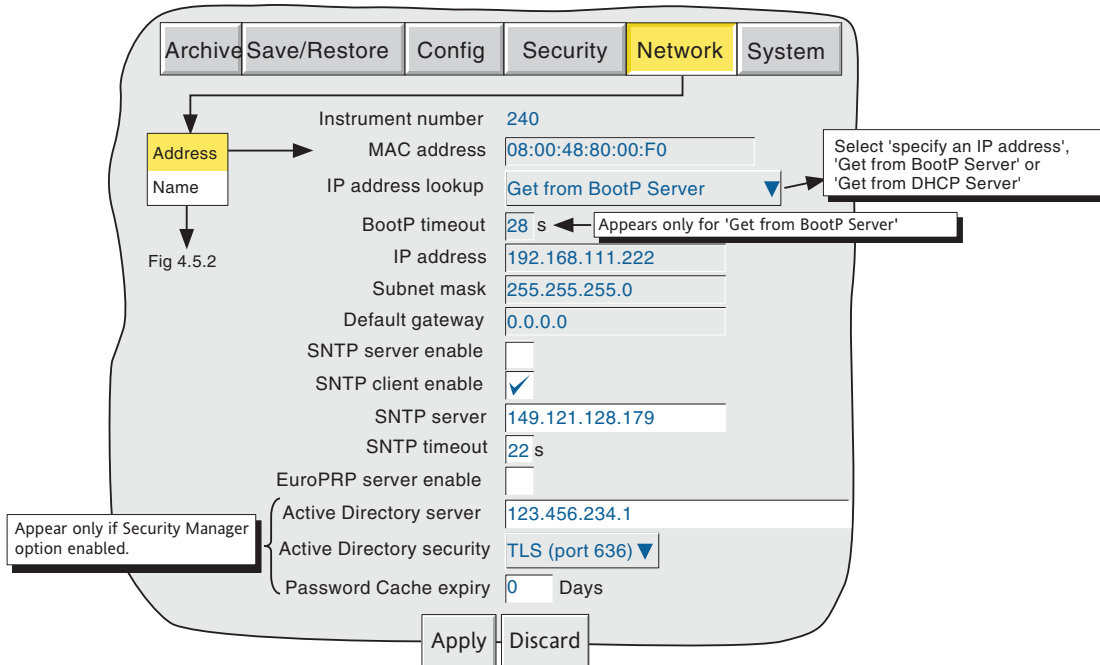 Archive Save/Restore Config Security Network System
Instrument number 240
Address
MAC address 08:00:48:80:00:F0
Select 'specify an IP address',
'Get from BootP Server' or
'Get from DHCP Server'
Name
IP address lookup Get from BootP Server
BootP timeout 28 s
Appears only for 'Get from BootP Server'
Fig 4.5.2
IP address 192.168.111.222
Subnet mask 255.255.255.0
Default gateway 0.0.0.0
SNTP server enable
SNTP client enable
SNTP server 149.121.128.179
SNTP timeout 22 s
EuroPRP server enable
Appear only if Security Manager
option enabled.
Active Directory server 123.456.234.1
Active Directory security TLS (port 636)
Password Cache expiry 0 Days
Apply Discard